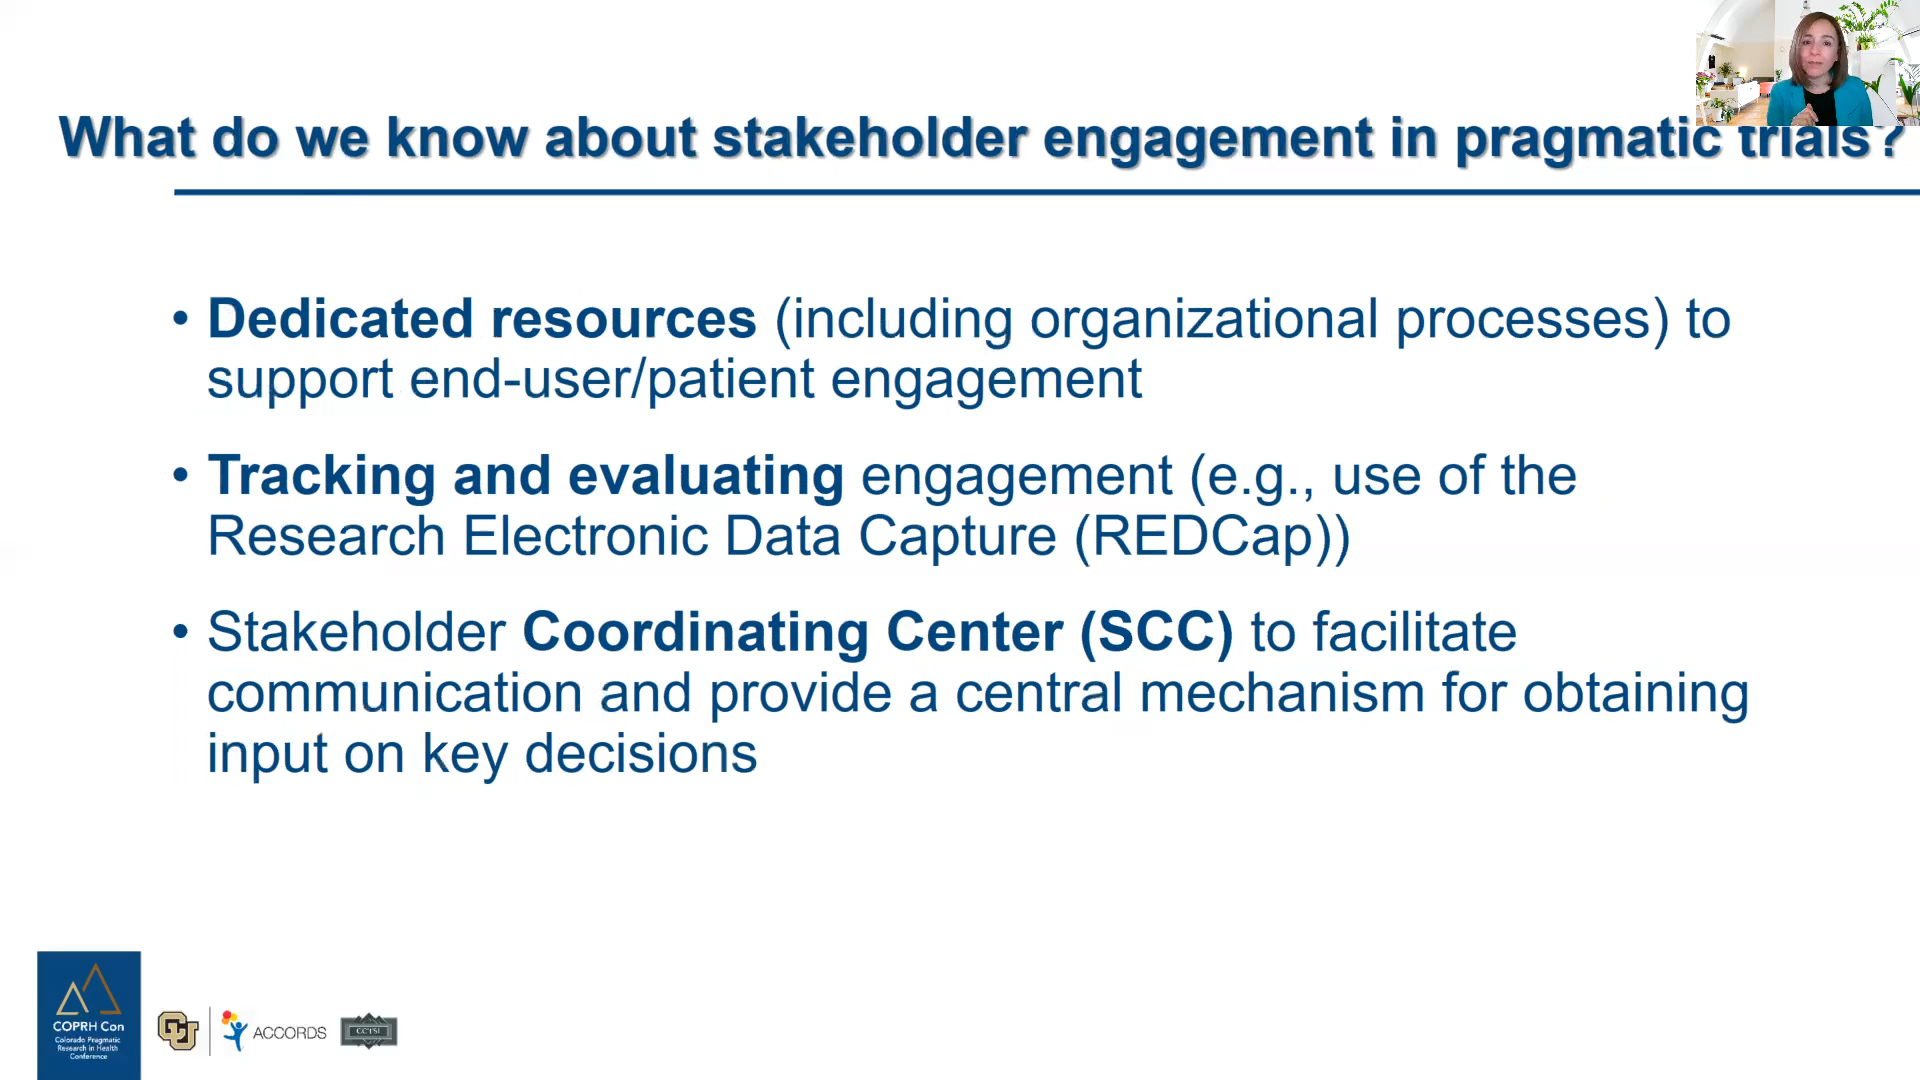 What do we know about stakeholder engagement in pragmatic trials?
• Dedicated resources (including organizational processes) to
support end-user/patient engagement
• Tracking and evaluating engagement (e.g., use of the
Research Electronic Data Capture (REDCap))
• Stakeholder Coordinating Center (SCC) to facilitate
communication and provide a central mechanism for obtaining
input on key decisions
COPRH Con
Colorado Pragmatic
Research in Health
Conference
CU
ACCORDS
CCTSI